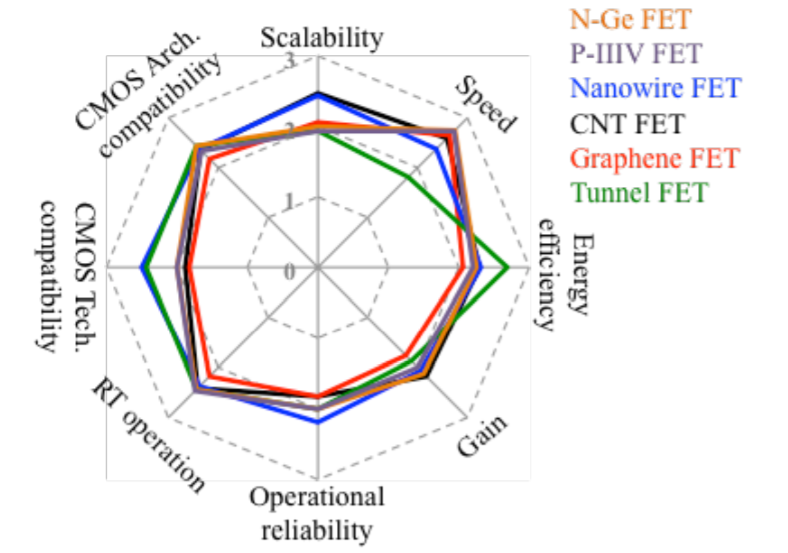 N-Ge FET
P-IIIV FET
Nanowire FET
CNT FET
Graphene FET
Tunnel FET
Scalability
Speed
Energy
efficiency
Gain
Operational
reliability
RT operation
CMOS Tech.
compatibility
CMOS Arch.
compatibility
3
2
1
0